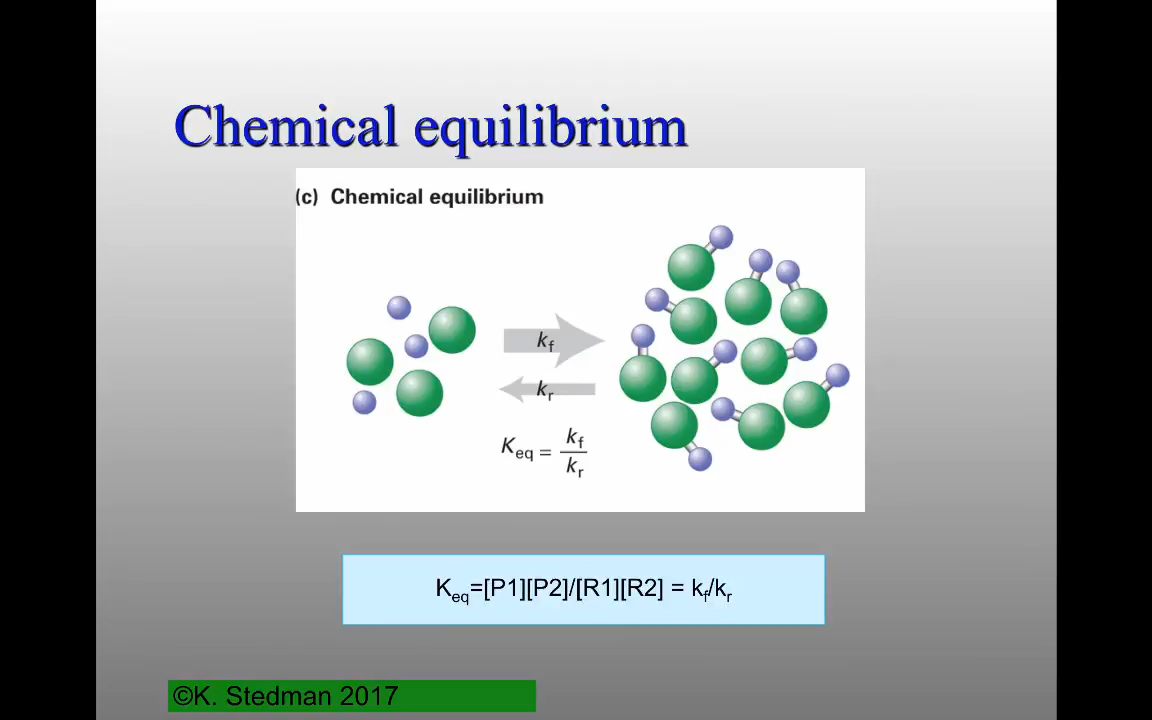 Chemical equilibrium
(c) Chemical equilibrium
kf
kr
Keq = kf/kr
Keq=[P1][P2]/[R1][R2] = kf/kr
©K. Stedman 2017